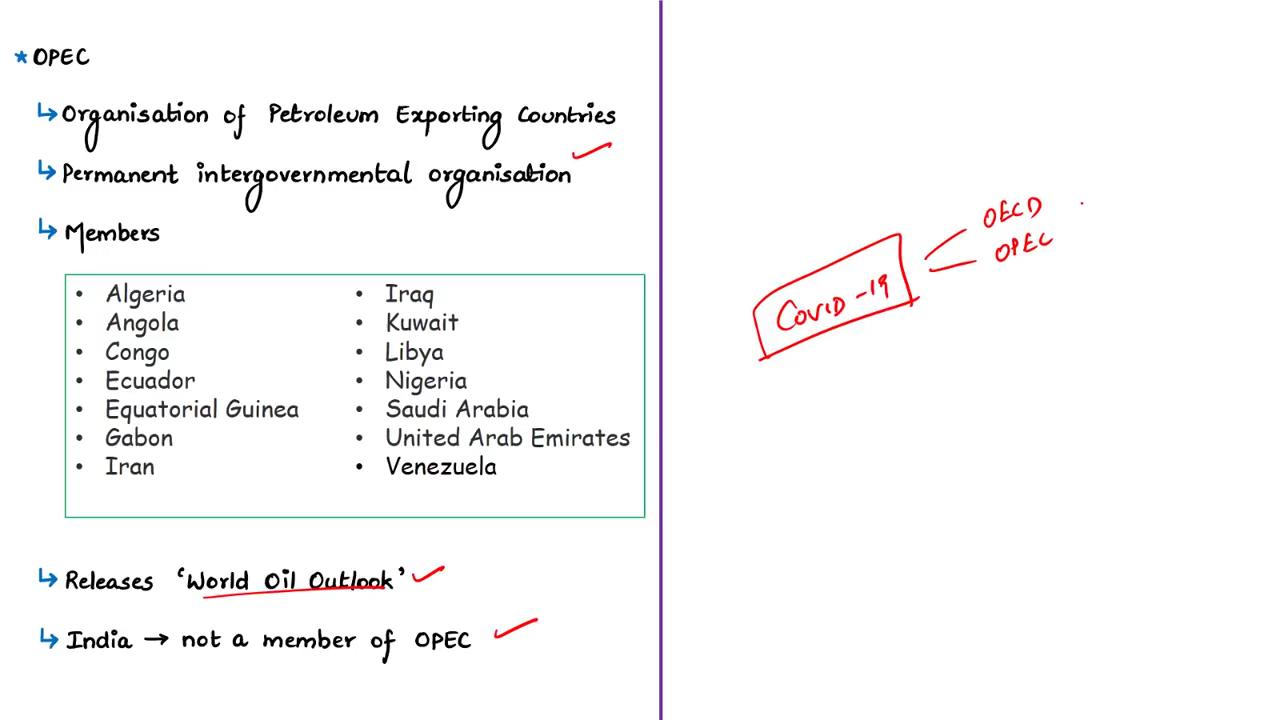 * OPEC
↳ Organisation of Petroleum Exporting Countries
↳ Permanent intergovernmental organisation
↳ Members
• Algeria
• Angola
• Congo
• Ecuador
• Equatorial Guinea
• Gabon
• Iran
• Iraq
• Kuwait
• Libya
• Nigeria
• Saudi Arabia
• United Arab Emirates
• Venezuela
↳ Releases ‘World Oil Outlook’
↳ India → not a member of OPEC
Covid-19
OECD
OPEC